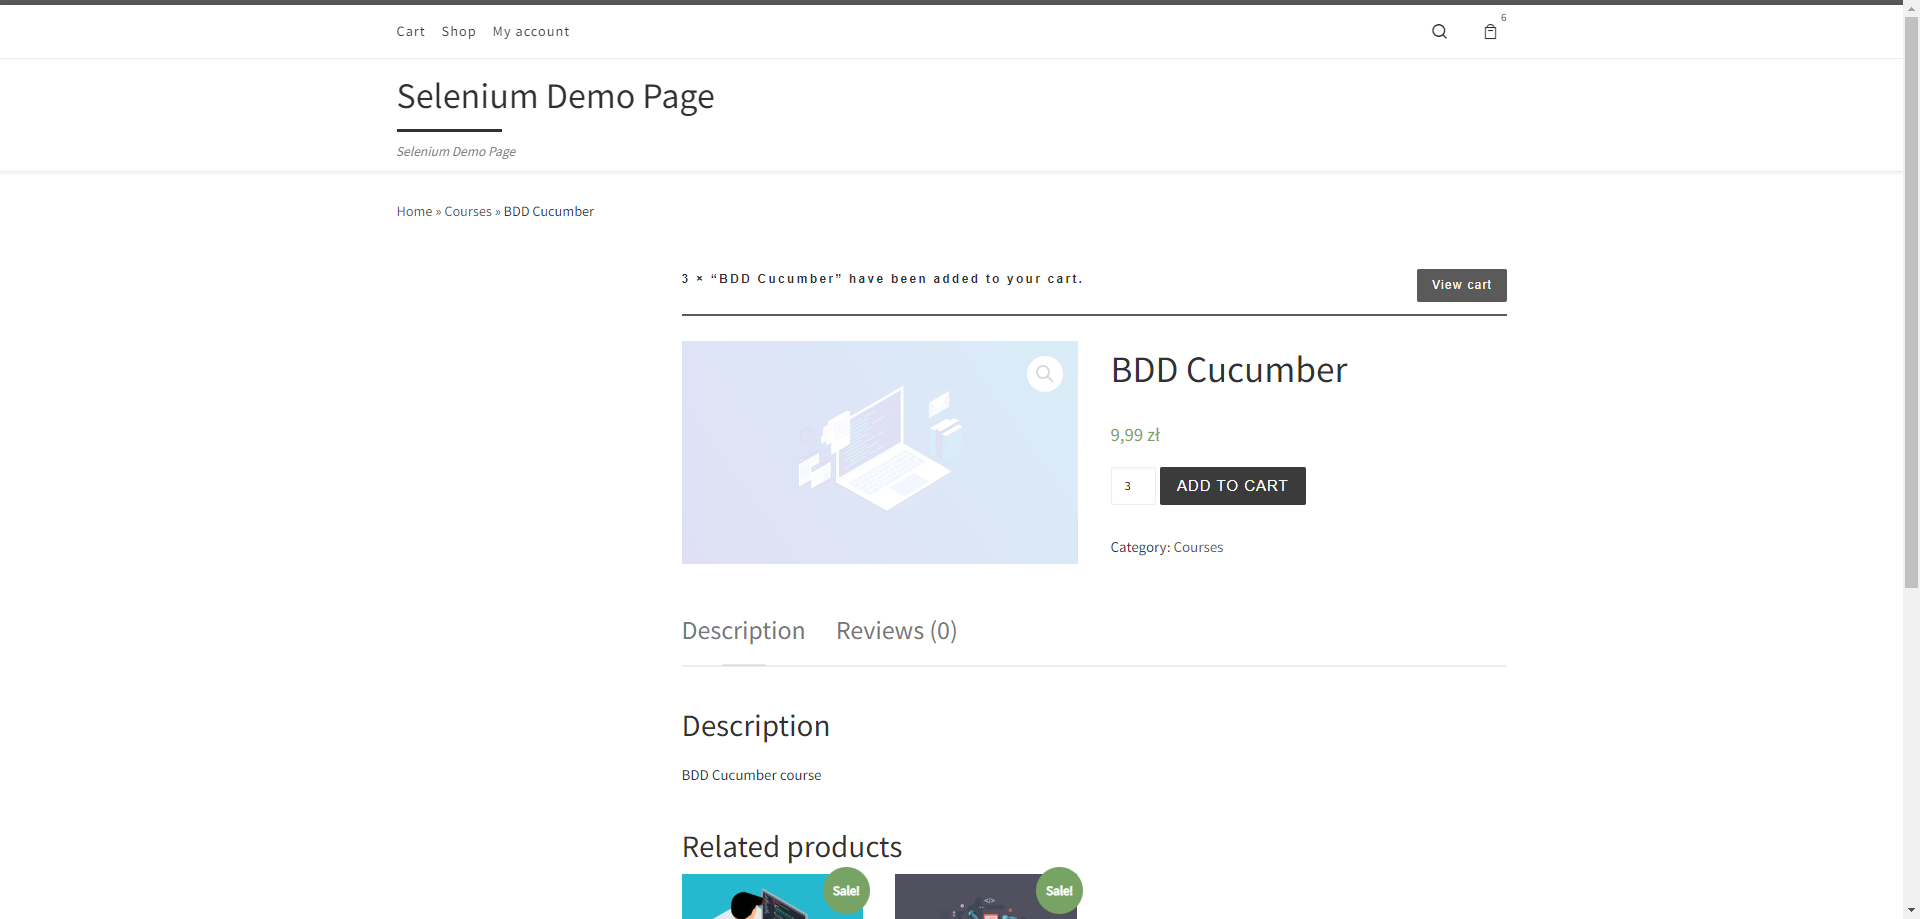 Cart Shop My account
6
Selenium Demo Page
Selenium Demo Page
Home » Courses » BDD Cucumber
3 × “BDD Cucumber” have been added to your cart.
View cart
BDD Cucumber
9,99 zł
3 ADD TO CART
Category: Courses
Description Reviews (0)
Description
BDD Cucumber course
Related products
Sale! Sale!